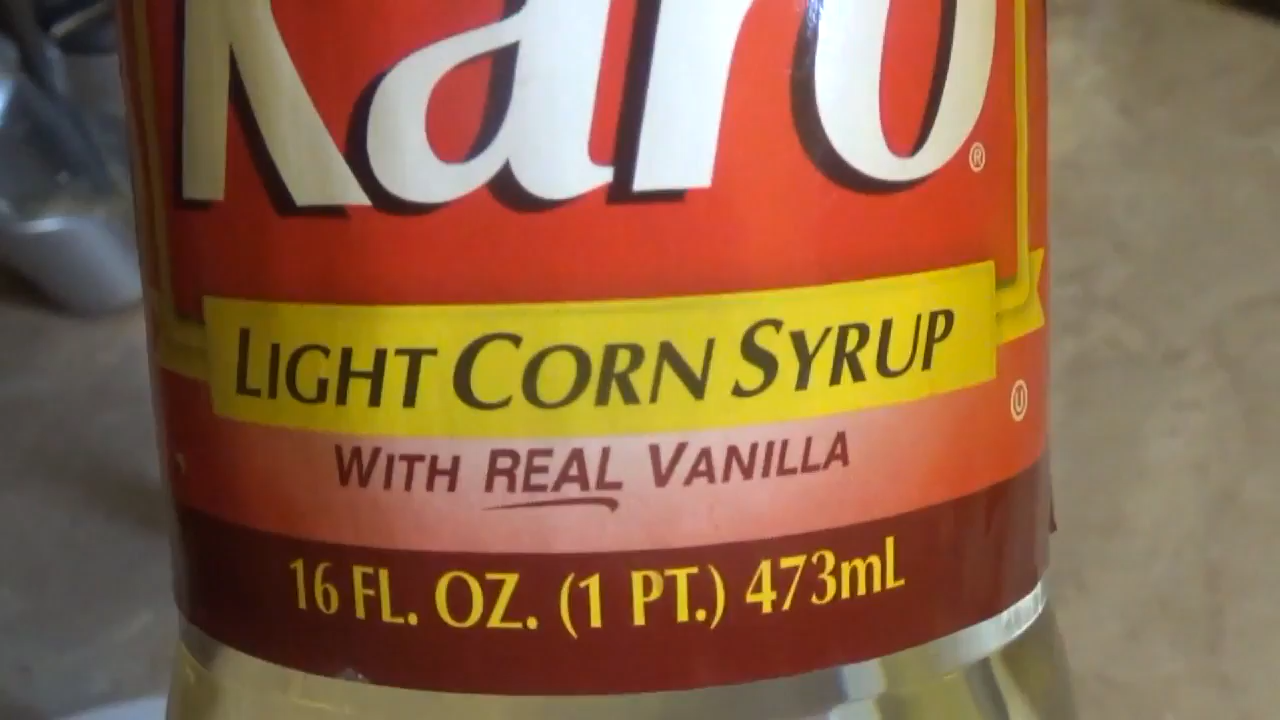 Karo®
LIGHT CORN SYRUP
U
WITH REAL VANILLA
16 FL. OZ. (1 PT.) 473mL